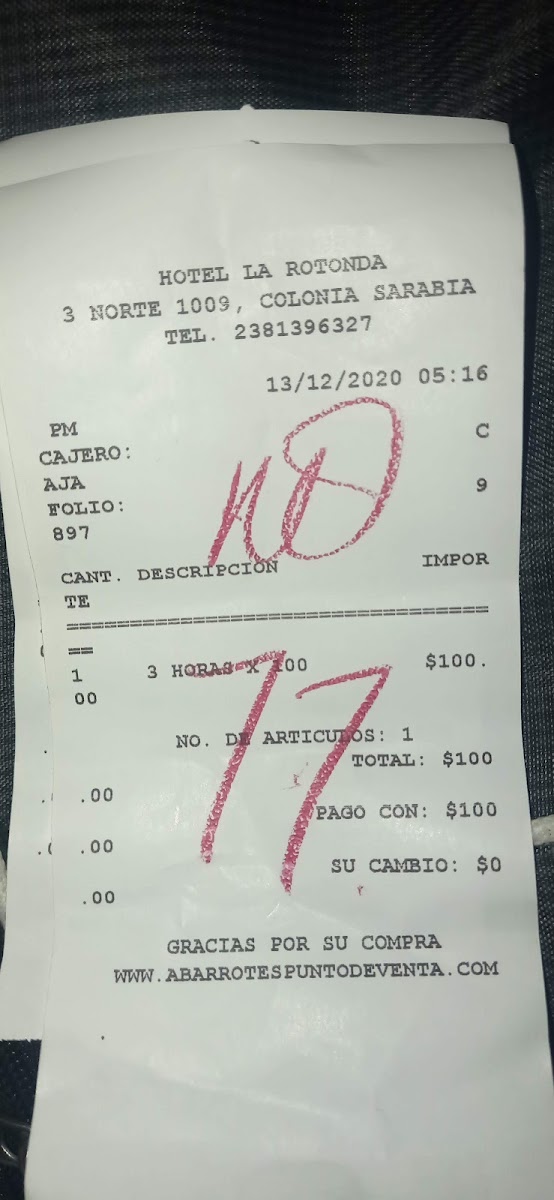 HOTEL LA ROTONDA
3 NORTE 1009, COLONIA SARABIA
TEL. 2381396327
13/12/2020 05:16
PM
C
CAJERO:
AJA
9
FOLIO:
897
CANT. DESCRIPCION IMPOR
TE
==================================
==
1 3 HORAS X 100 $100.
00
NO. DE ARTICULOS: 1
TOTAL: $100
.00
PAGO CON: $100
.00
SU CAMBIO: $0
.00
GRACIAS POR SU COMPRA
WWW.ABARROTESPUNTODEVENTA.COM
77